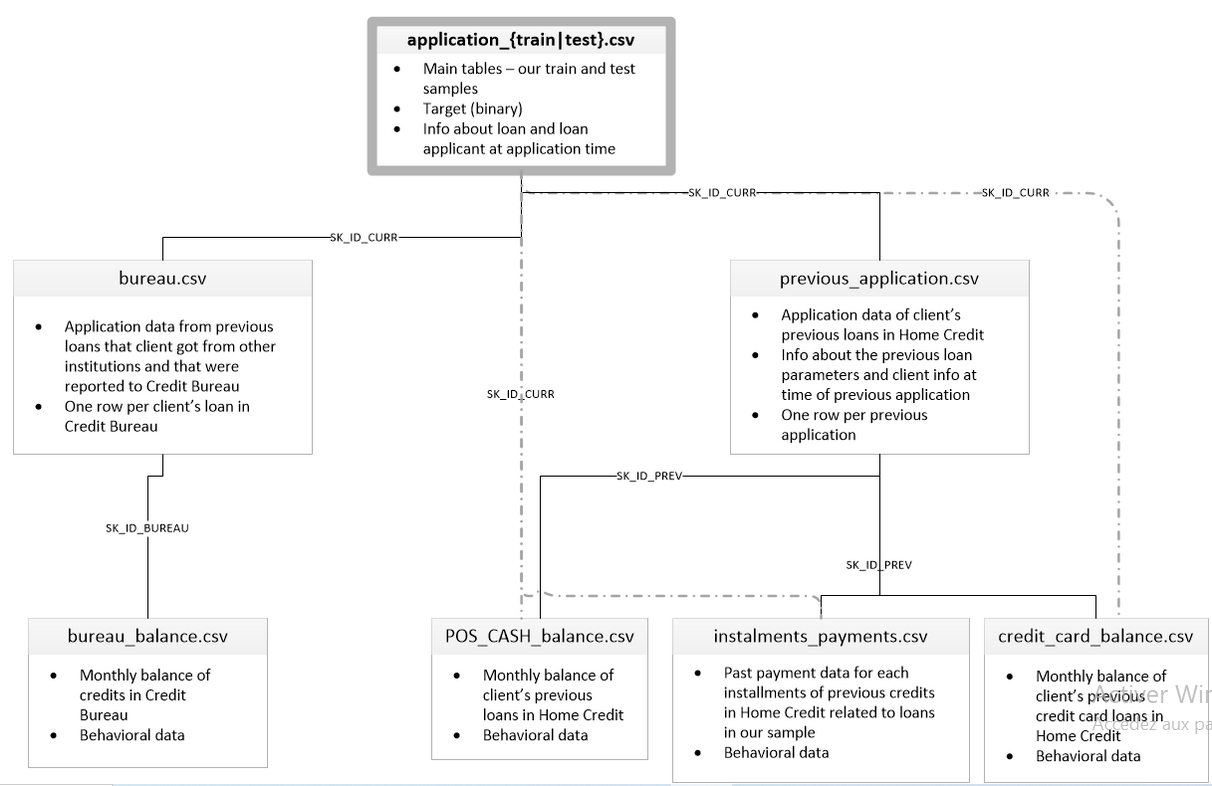 application_{train|test}.csv
• Main tables – our train and test
samples
• Target (binary)
• Info about loan and loan
applicant at application time
SK_ID_CURR
SK_ID_CURR
SK_ID_CURR
bureau.csv
• Application data from previous
loans that client got from other
institutions and that were
reported to Credit Bureau
• One row per client's loan in
Credit Bureau
previous_application.csv
• Application data of client's
previous loans in Home Credit
• Info about the previous loan
parameters and client info at
time of previous application
• One row per previous
application
SK_ID_CURR
SK_ID_PREV
SK_ID_BUREAU
SK_ID_PREV
bureau_balance.csv
• Monthly balance of
credits in Credit
Bureau
• Behavioral data
POS_CASH_balance.csv
• Monthly balance of
client's previous
loans in Home Credit
• Behavioral data
instalments_payments.csv
• Past payment data for each
installments of previous credits
in Home Credit related to loans
in our sample
• Behavioral data
credit_card_balance.csv
• Monthly balance of
client's previous
credit card loans in
Home Credit
• Behavioral data
Activer Wir
Accédez aux pa